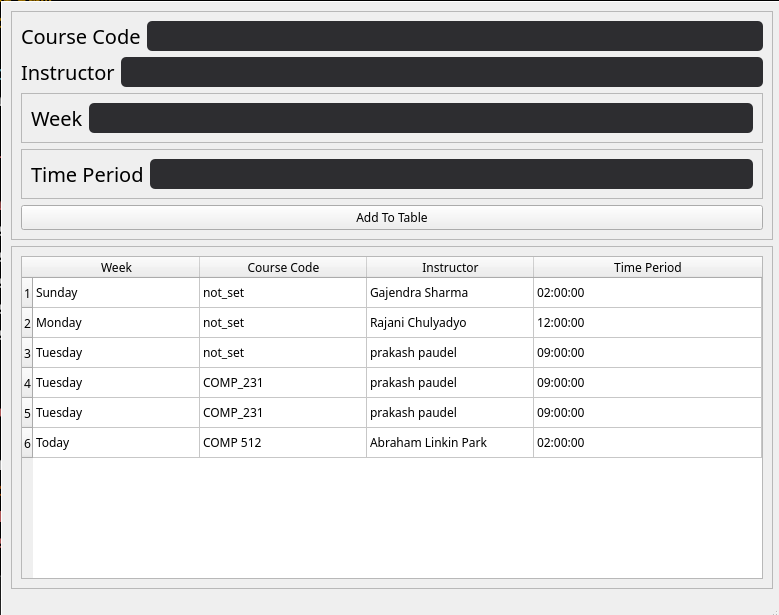 Course Code
Instructor
Week
Time Period
Add To Table
Week Course Code Instructor Time Period
1 Sunday not_set Gajendra Sharma 02:00:00
2 Monday not_set Rajani Chulyadyo 12:00:00
3 Tuesday not_set prakash paudel 09:00:00
4 Tuesday COMP_231 prakash paudel 09:00:00
5 Tuesday COMP_231 prakash paudel 09:00:00
6 Today COMP 512 Abraham Linkin Park 02:00:00